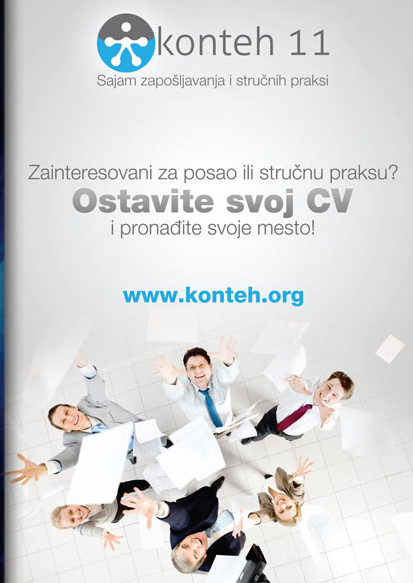 konteh 11
Sajam zapošljavanja i stručnih praksi
Zainteresovani za posao ili stručnu praksu?
Ostavite svoj CV
i pronađite svoje mesto!
www.konteh.org